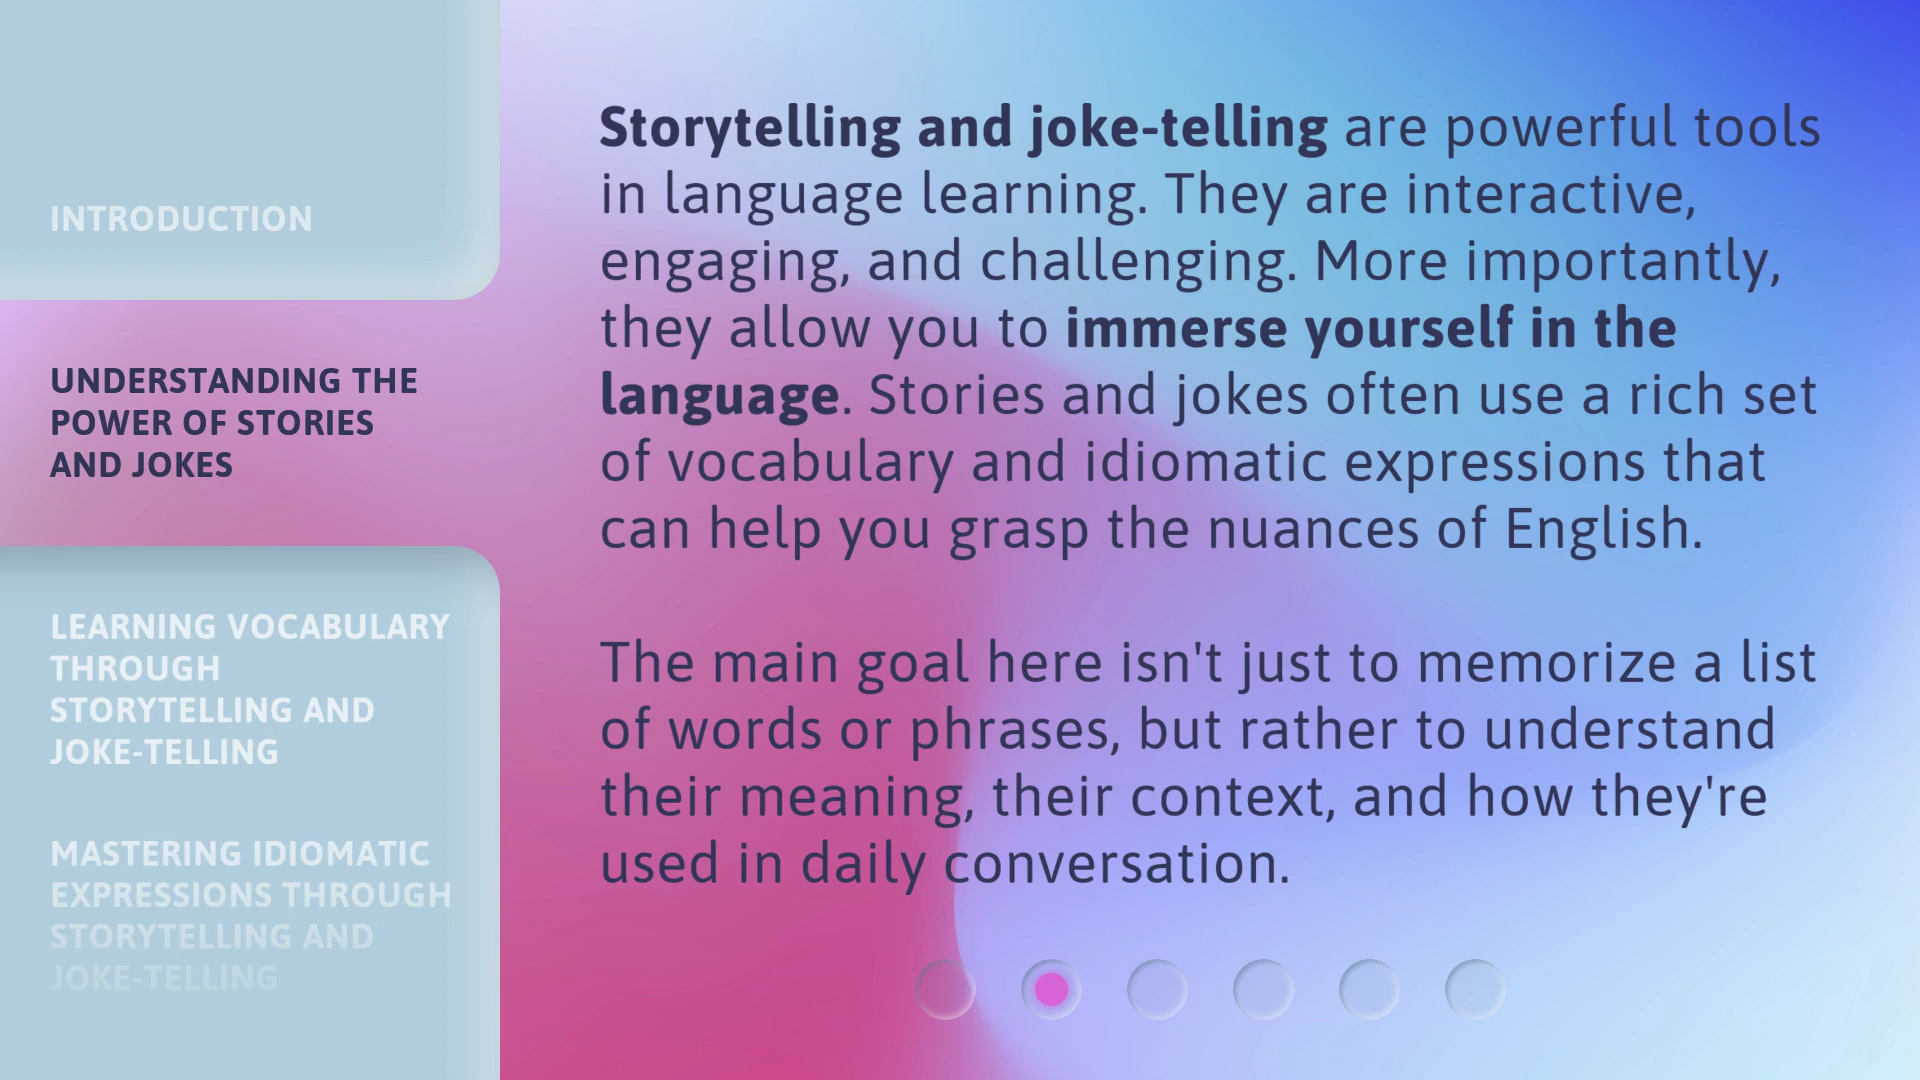 INTRODUCTION
UNDERSTANDING THE
POWER OF STORIES
AND JOKES
LEARNING VOCABULARY
THROUGH
STORYTELLING AND
JOKE-TELLING
MASTERING IDIOMATIC
EXPRESSIONS THROUGH
STORYTELLING AND
JOKE-TELLING
Storytelling and joke-telling are powerful tools
in language learning. They are interactive,
engaging, and challenging. More importantly,
they allow you to immerse yourself in the
language. Stories and jokes often use a rich set
of vocabulary and idiomatic expressions that
can help you grasp the nuances of English.
The main goal here isn't just to memorize a list
of words or phrases, but rather to understand
their meaning, their context, and how they're
used in daily conversation.